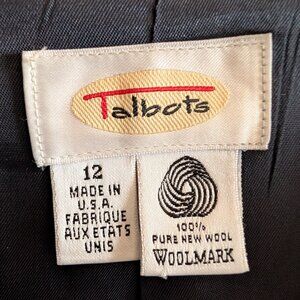 Talbots
12
MADE IN
U.S.A.
FABRIQUE
AUX ETATS
UNIS
100%
PURE NEW WOOL
WOOLMARK